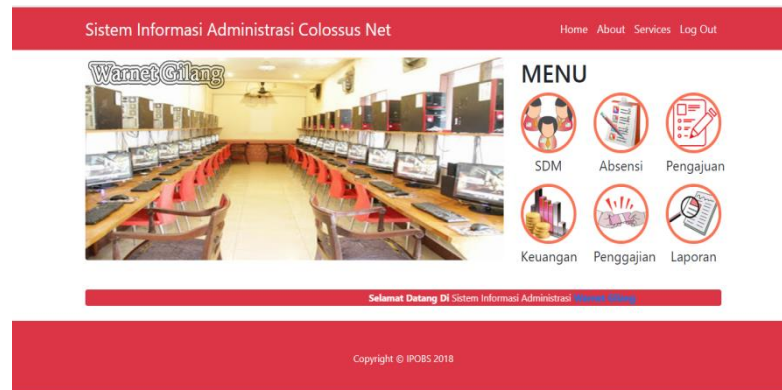 Sistem Informasi Administrasi Colossus Net
Home About Services Log Out
Warnet Gilang
MENU
SDM Absensi Pengajuan
Keuangan Penggajian Laporan
Selamat Datang Di Sistem Informasi Administrasi Warnet Gilang
Copyright © IPOBS 2018